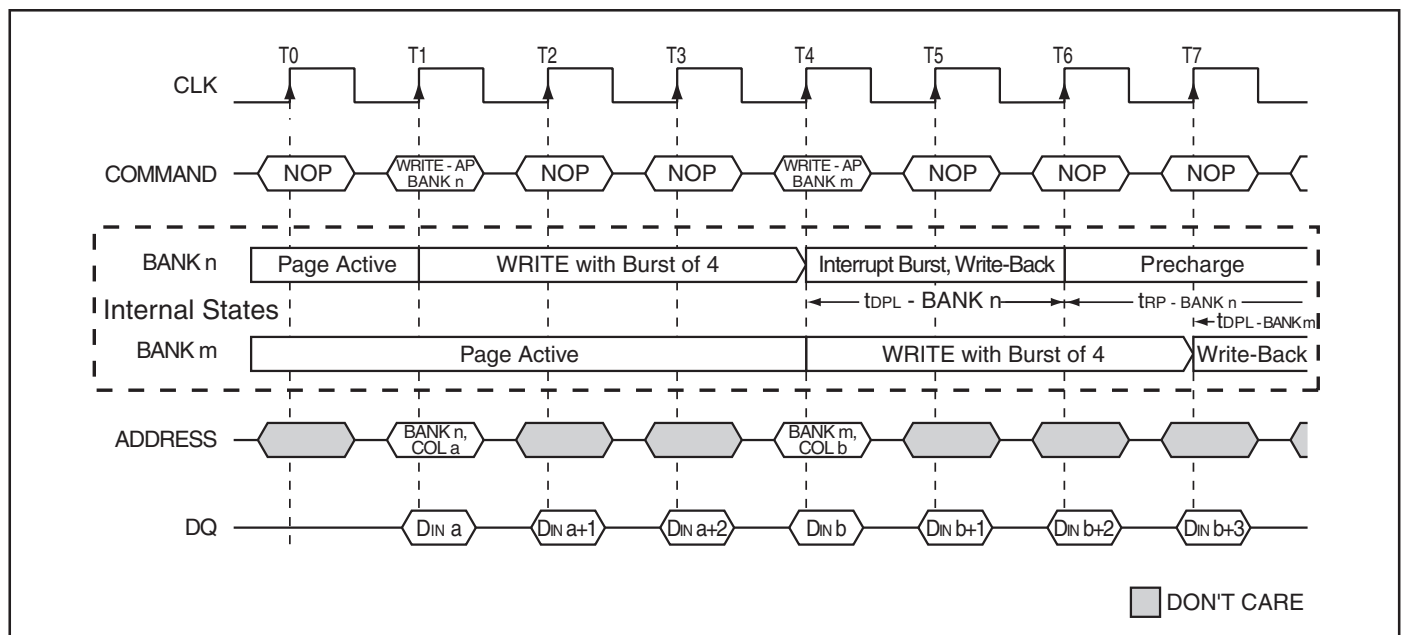 T0 T1 T2 T3 T4 T5 T6 T7
CLK
COMMAND NOP WRITE - AP BANK n NOP NOP WRITE - AP BANK m NOP NOP NOP
BANK n Page Active WRITE with Burst of 4 Interrupt Burst, Write-Back Precharge
Internal States tDPL - BANK n tRP - BANK n
tDPL - BANK m
BANK m Page Active WRITE with Burst of 4 Write-Back
ADDRESS BANK n, COL a BANK m, COL b
DQ DIN a DIN a+1 DIN a+2 DIN b DIN b+1 DIN b+2 DIN b+3
DON'T CARE